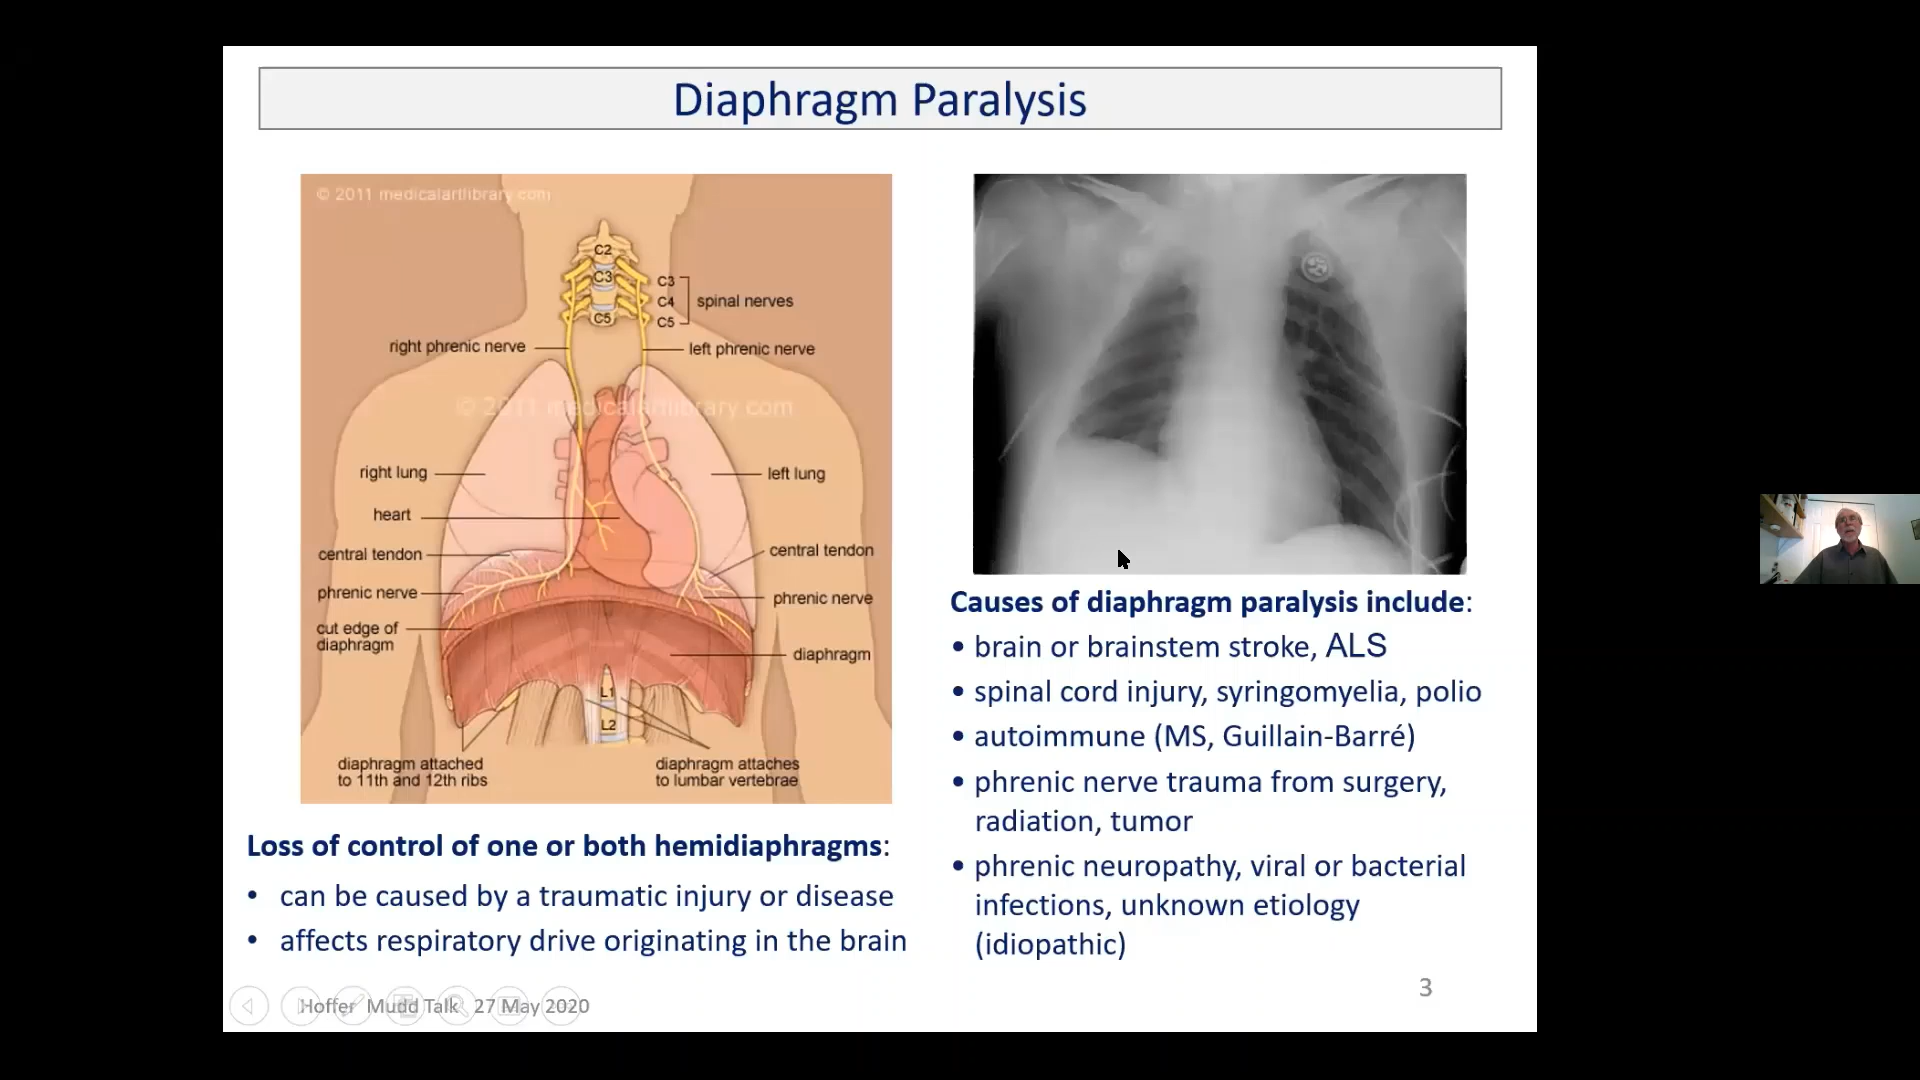 Diaphragm Paralysis
© 2011 medicalartlibrary.com
C2
C3
C5
C3
C4
C5
spinal nerves
right phrenic nerve
left phrenic nerve
© 2011 medicalartlibrary.com
right lung
left lung
heart
central tendon
central tendon
phrenic nerve
phrenic nerve
cut edge of
diaphragm
diaphragm
L1
L2
diaphragm attached
to 11th and 12th ribs
diaphragm attaches
to lumbar vertebrae
Loss of control of one or both hemidiaphragms:
• can be caused by a traumatic injury or disease
• affects respiratory drive originating in the brain
Causes of diaphragm paralysis include:
• brain or brainstem stroke, ALS
• spinal cord injury, syringomyelia, polio
• autoimmune (MS, Guillain-Barré)
• phrenic nerve trauma from surgery,
radiation, tumor
• phrenic neuropathy, viral or bacterial
infections, unknown etiology
(idiopathic)
Hoffer Mudd Talk 27 May 2020
3